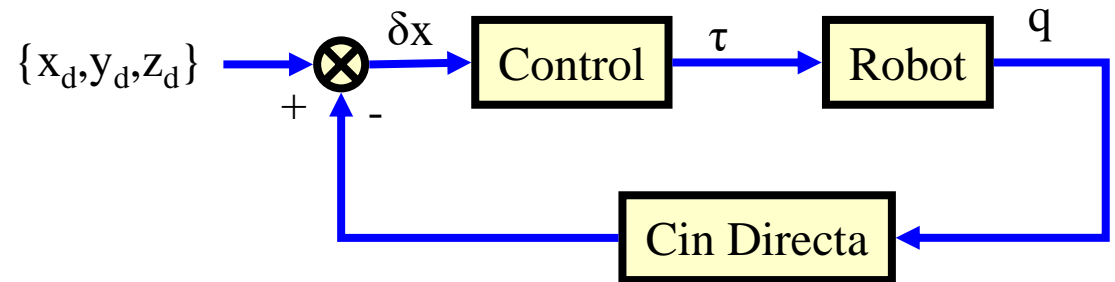 {x_d,y_d,z_d}
+
-
δx
Control
τ
Robot
q
Cin Directa